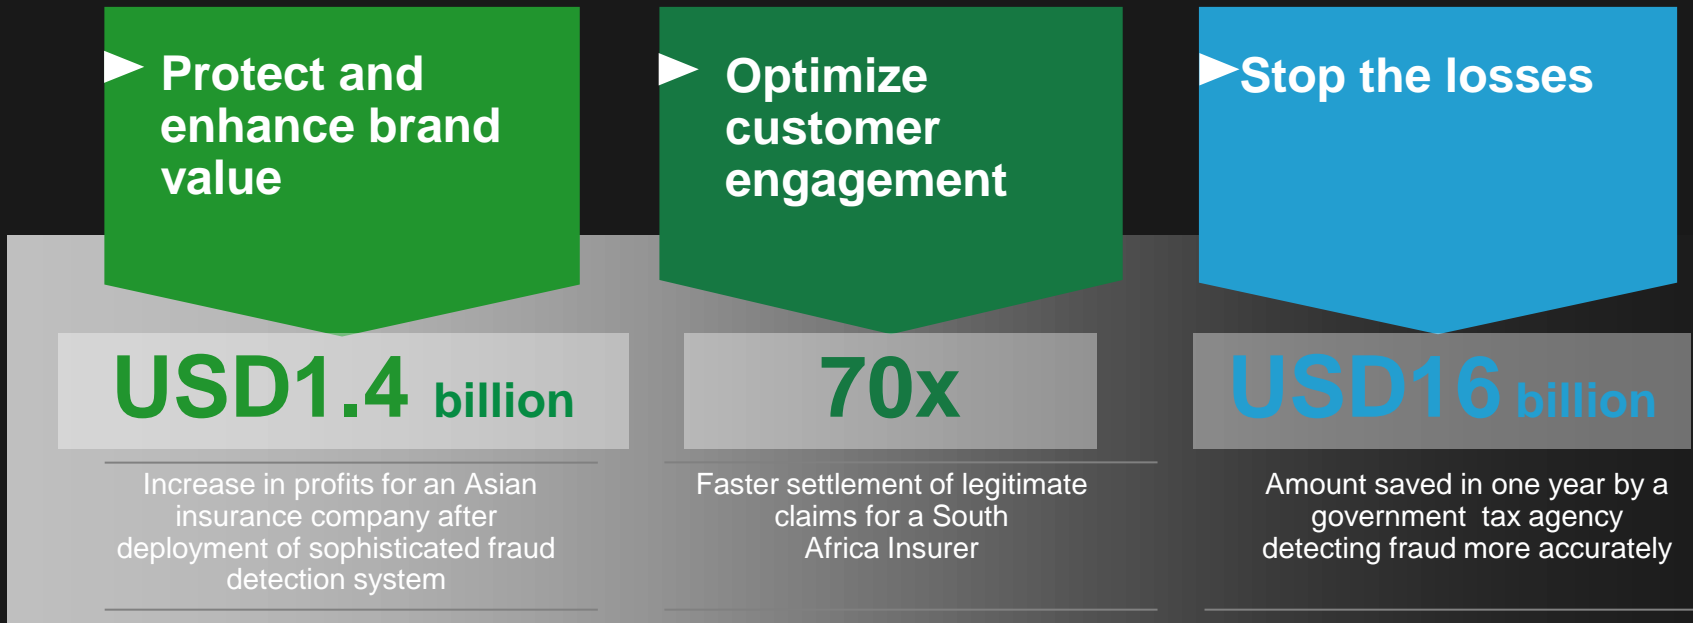 Protect and
enhance brand
value
USD1.4 billion
Increase in profits for an Asian
insurance company after
deployment of sophisticated fraud
detection system
Optimize
customer
engagement
70x
Faster settlement of legitimate
claims for a South
Africa Insurer
Stop the losses
USD16 billion
Amount saved in one year by a
government  tax agency
detecting fraud more accurately